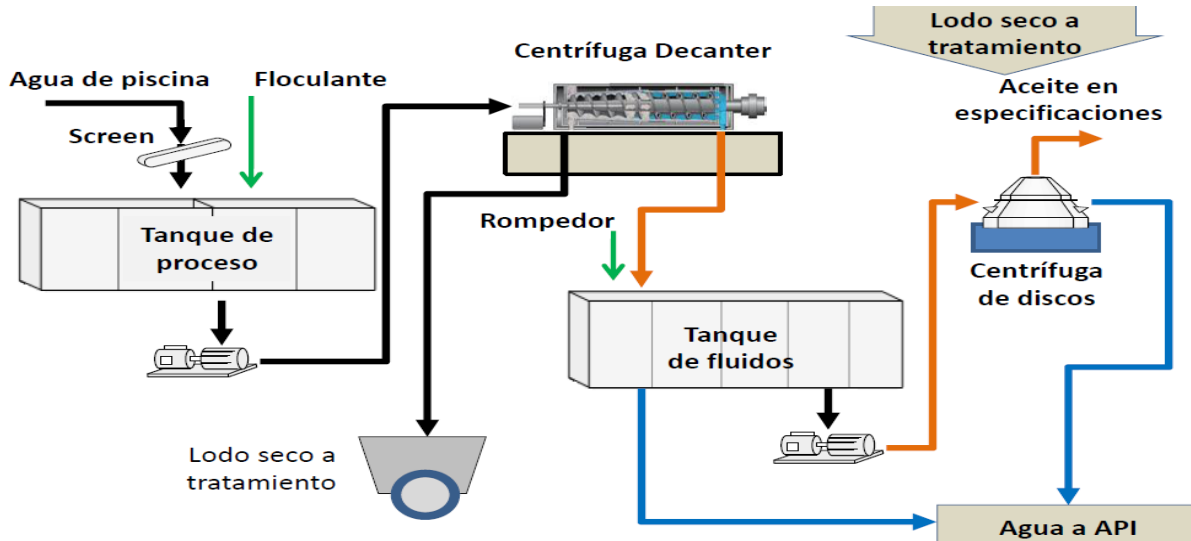 Lodo seco a
tratamiento
Centrífuga Decanter
Agua de piscina
Floculante
Aceite en
especificaciones
Screen
Rompedor
Tanque de
proceso
Centrífuga
de discos
Tanque
de fluidos
Lodo seco a
tratamiento
Agua a API